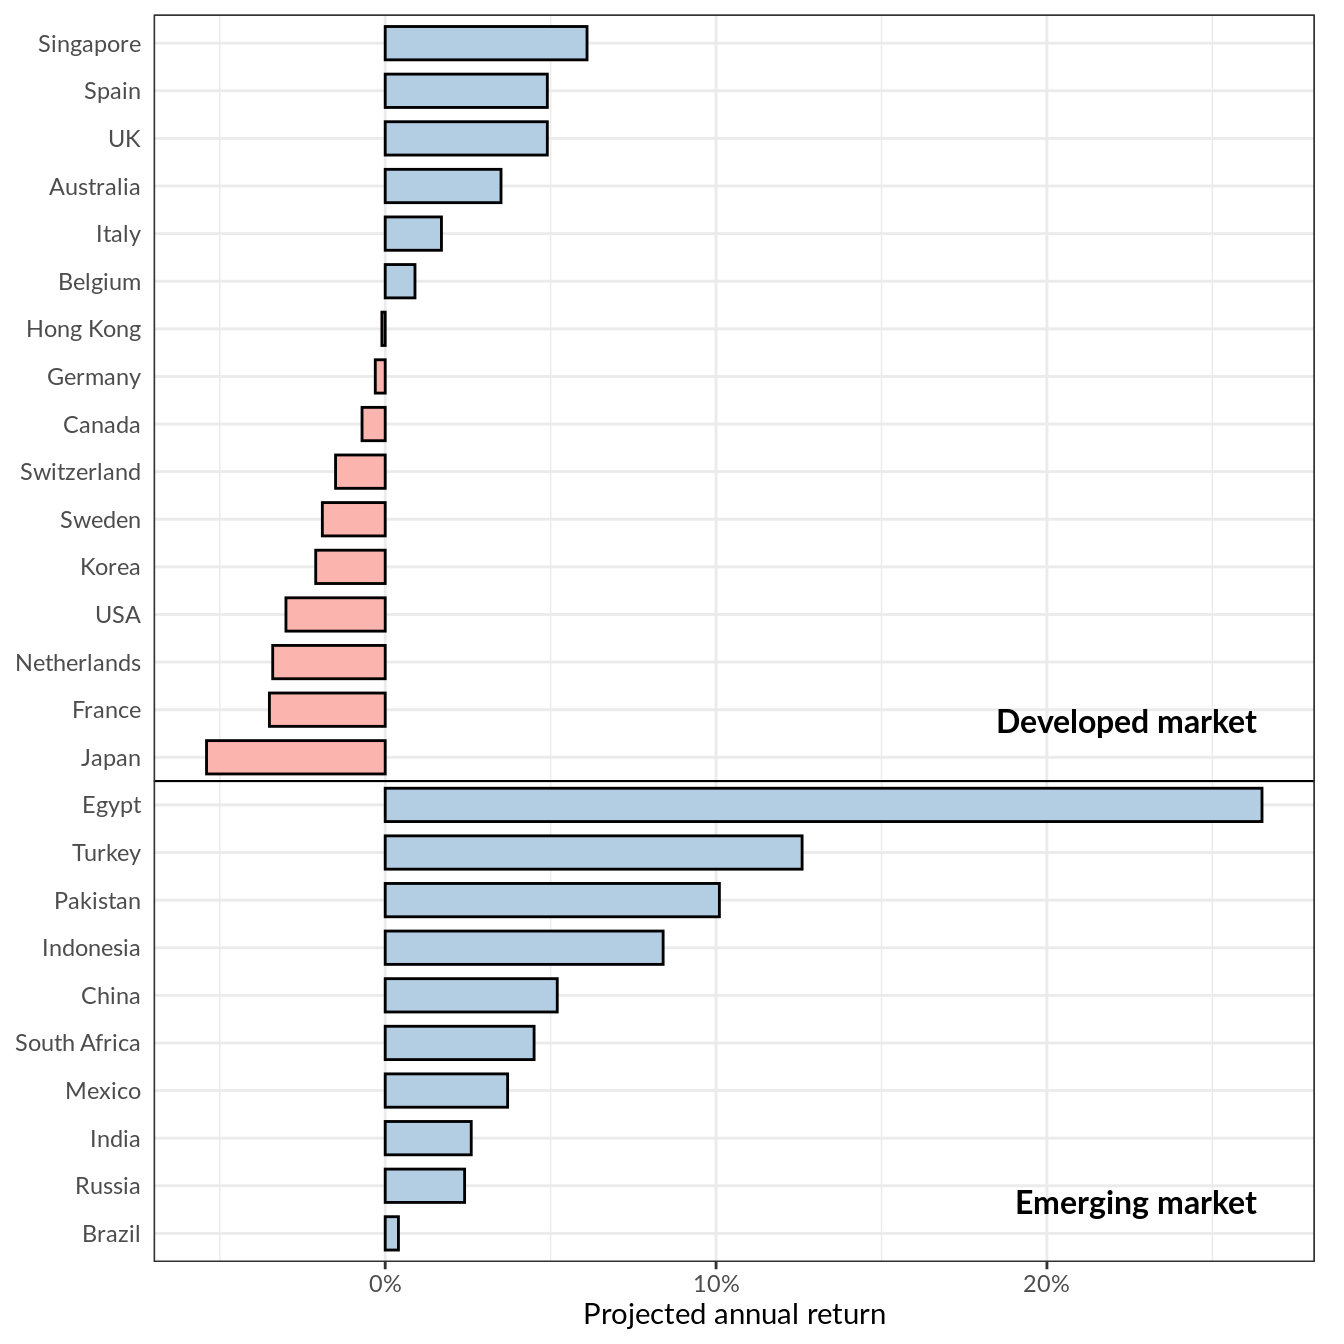 Singapore
Spain
UK
Australia
Italy
Belgium
Hong Kong
Germany
Canada
Switzerland
Sweden
Korea
USA
Netherlands
France
Developed market
Japan
Egypt
Turkey
Pakistan
Indonesia
China
South Africa
Mexico
India
Russia
Emerging market
Brazil
0% 10% 20%
Projected annual return